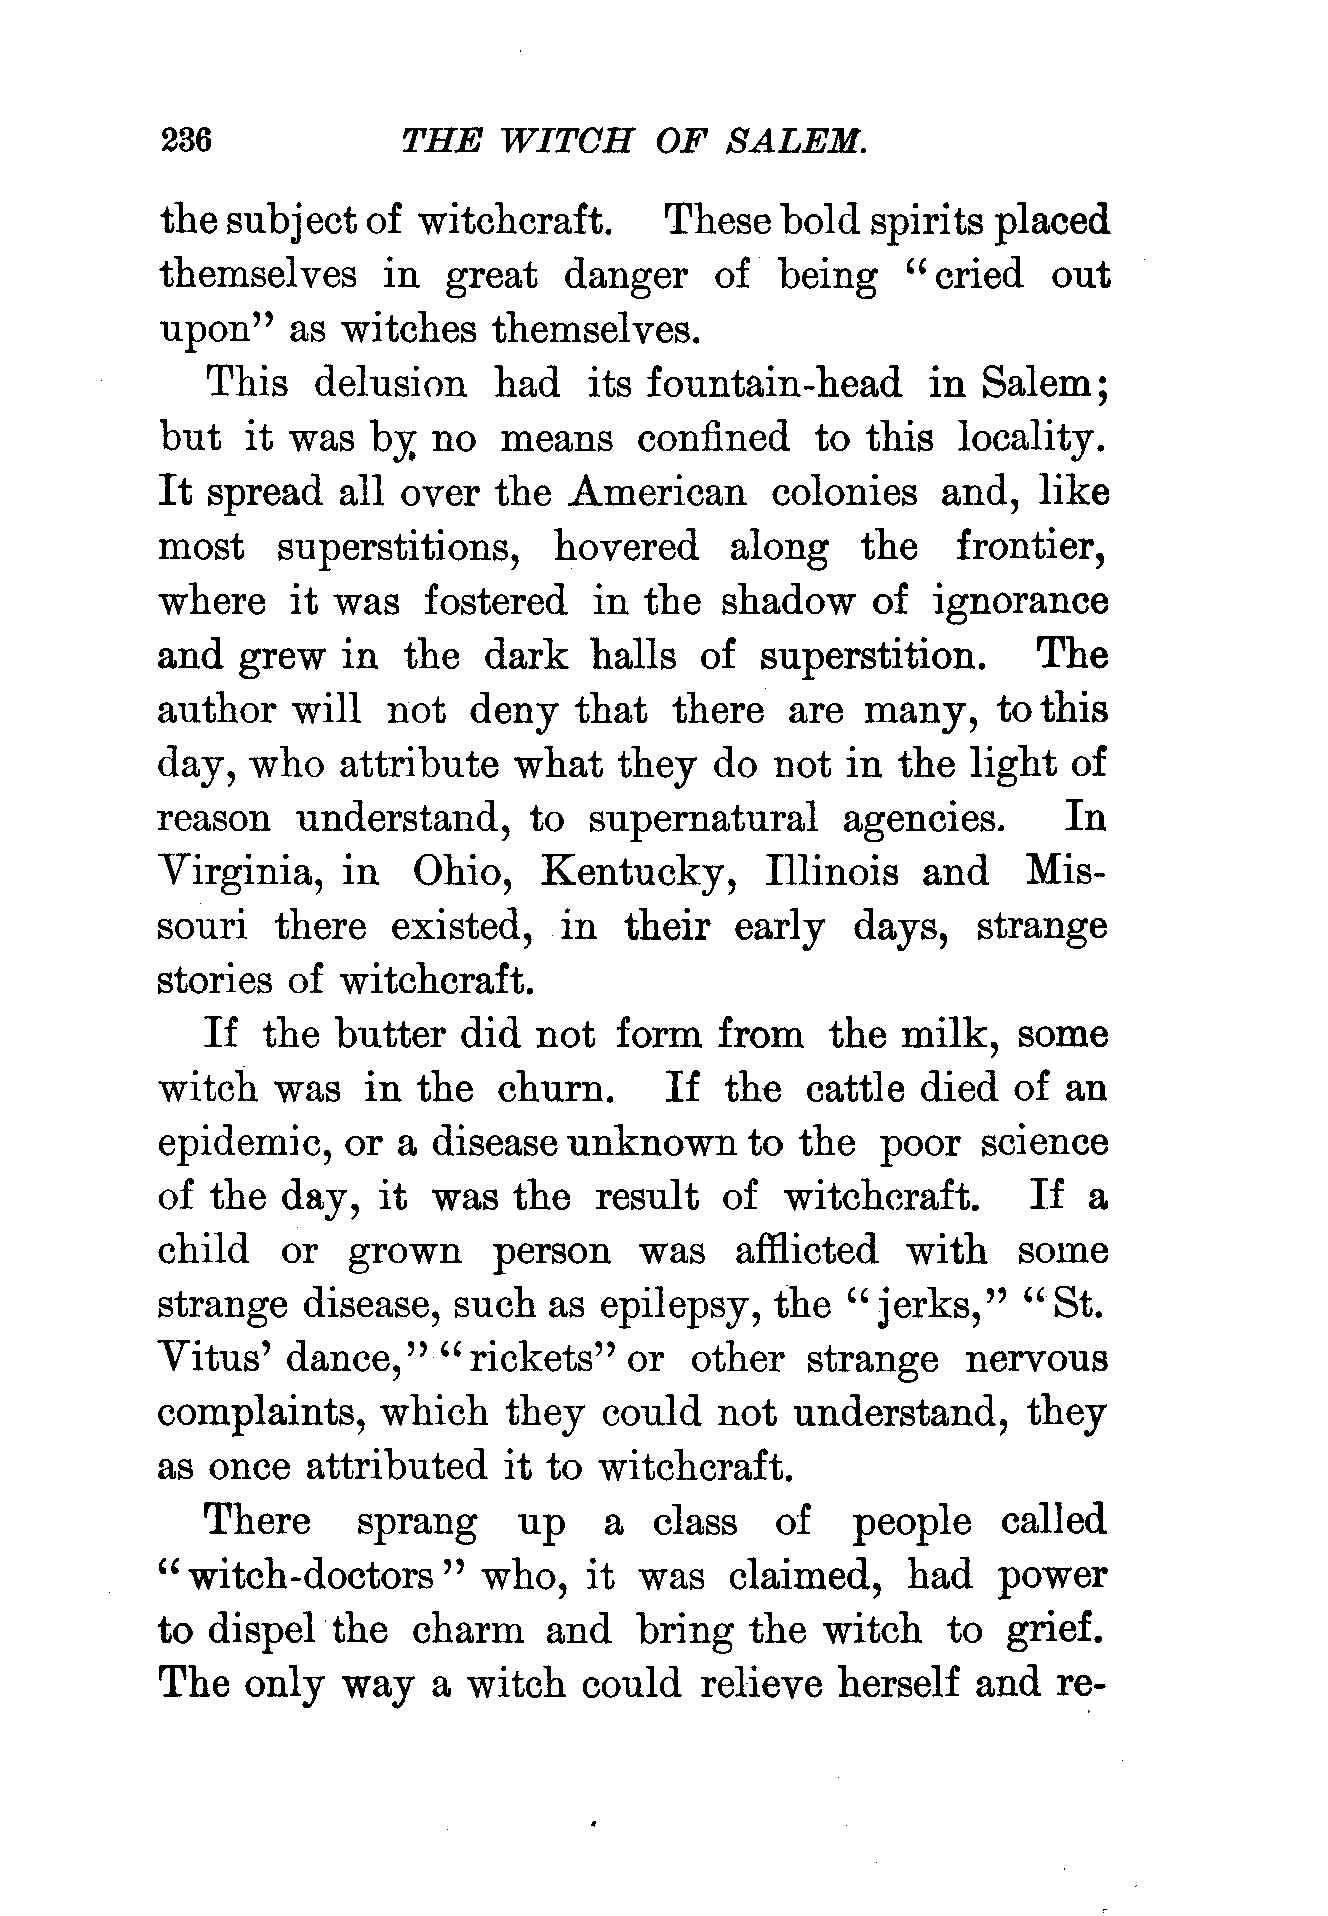 236 THE WITCH OF SALEM.
the subject of witchcraft. These bold spirits placed
themselves in great danger of being "cried out
upon" as witches themselves.
This delusion had its fountain-head in Salem;
but it was by no means confined to this locality.
It spread all over the American colonies and, like
most superstitions, hovered along the frontier,
where it was fostered in the shadow of ignorance
and grew in the dark halls of superstition. The
author will not deny that there are many, to this
day, who attribute what they do not in the light of
reason understand, to supernatural agencies. In
Virginia, in Ohio, Kentucky, Illinois and Mis-
souri there existed, in their early days, strange
stories of witchcraft.
If the butter did not form from the milk, some
witch was in the churn. If the cattle died of an
epidemic, or a disease unknown to the poor science
of the day, it was the result of witchcraft. If a
child or grown person was afflicted with some
strange disease, such as epilepsy, the "jerks," "St.
Vitus' dance," "rickets" or other strange nervous
complaints, which they could not understand, they
as once attributed it to witchcraft.
There sprang up a class of people called
"witch-doctors" who, it was claimed, had power
to dispel the charm and bring the witch to grief.
The only way a witch could relieve herself and re-